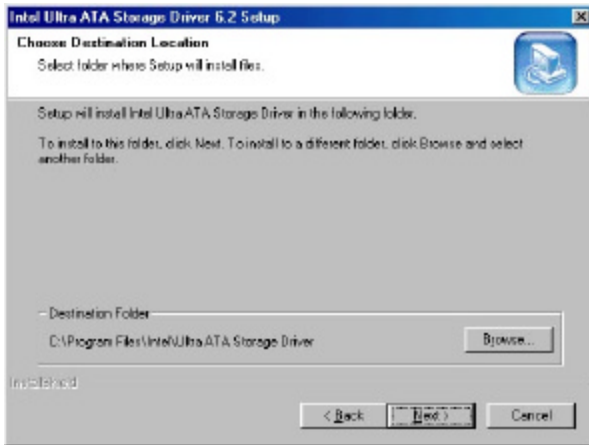 Intel Ultra ATA Storage Driver 6.2 Setup
Choose Destination Location
Select folder where Setup will install files.
Setup will install Intel Ultra ATA Storage Driver in the following folder.
To install to this folder, click Next. To install to a different folder, click Browse and select
another folder.
Destination Folder
C:\Program Files\Intel\Ultra ATA Storage Driver
Browse...
InstallShield
< Back
Next >
Cancel